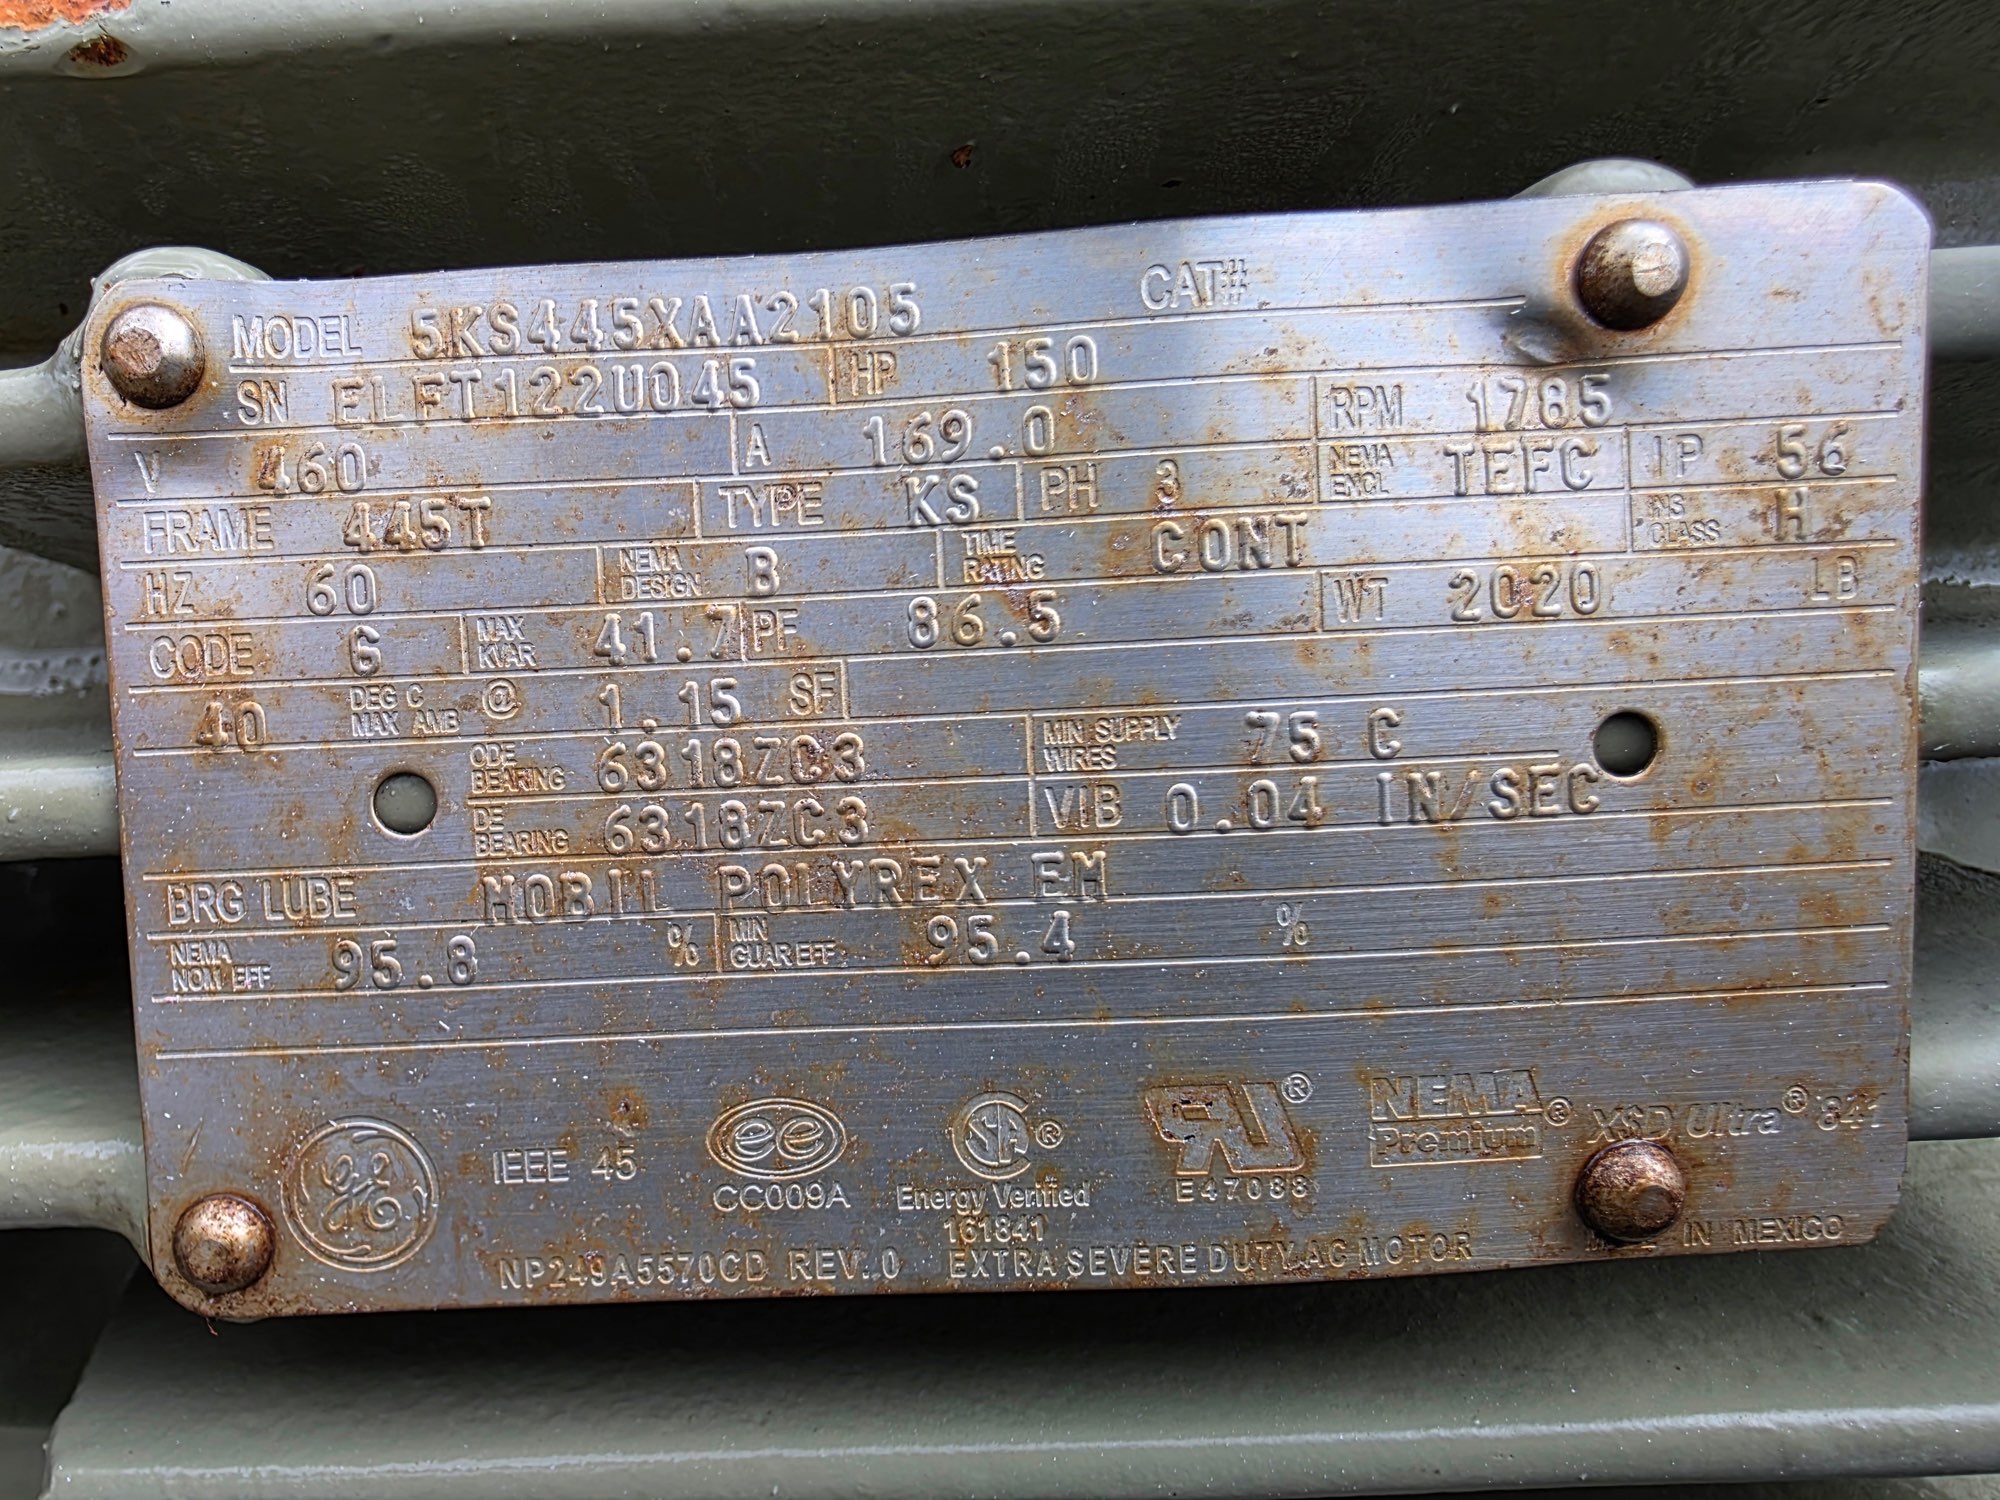 MODEL 5KS445XAA2105 CAT#
SN ELFT122U045 HP 150
V 460 A 169.0 RPM 1785
FRAME 445T TYPE KS PH 3 NEMA ENCL TEFC IP 56
HZ 60 NEMA DESIGN B TIME RATING CONT INS CLASS H
CODE G MAX KVAR 41.7 PF 86.5 WT 2020 LB
40 DEG C MAX AMB @ 1.15 SF
ODE BEARING 6318ZC3 MIN SUPPLY WIRES 75 C
DE BEARING 6318ZC3 VIB 0.04 IN/SEC
BRG LUBE MOBIL POLYREX EM
NEMA NOM EFF 95.8 % MIN GUAR EFF 95.4 %
GE IEEE 45 ee CC009A SA® Energy Verified 161841 RU® E47088 NEMA Premium® XSD Ultra® 841
NP249A5570CD REV. 0 EXTRA SEVERE DUTY AC MOTOR IN MEXICO